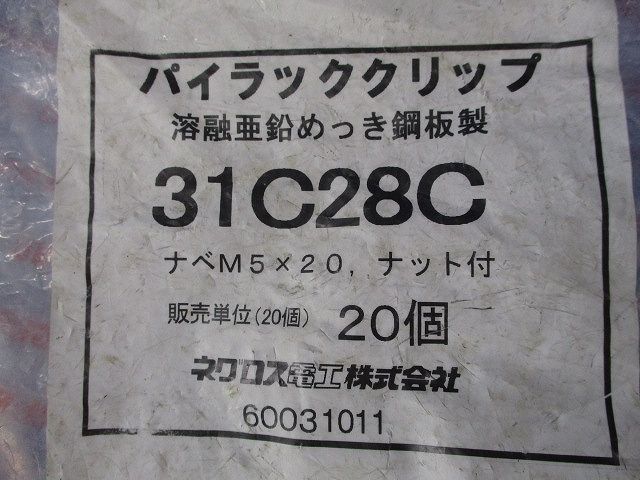 パイラッククリップ
溶融亜鉛めっき鋼板製
31C28C
ナベM5×20, ナット付
販売単位(20個) 20個
ネグロス電工株式会社
60031011